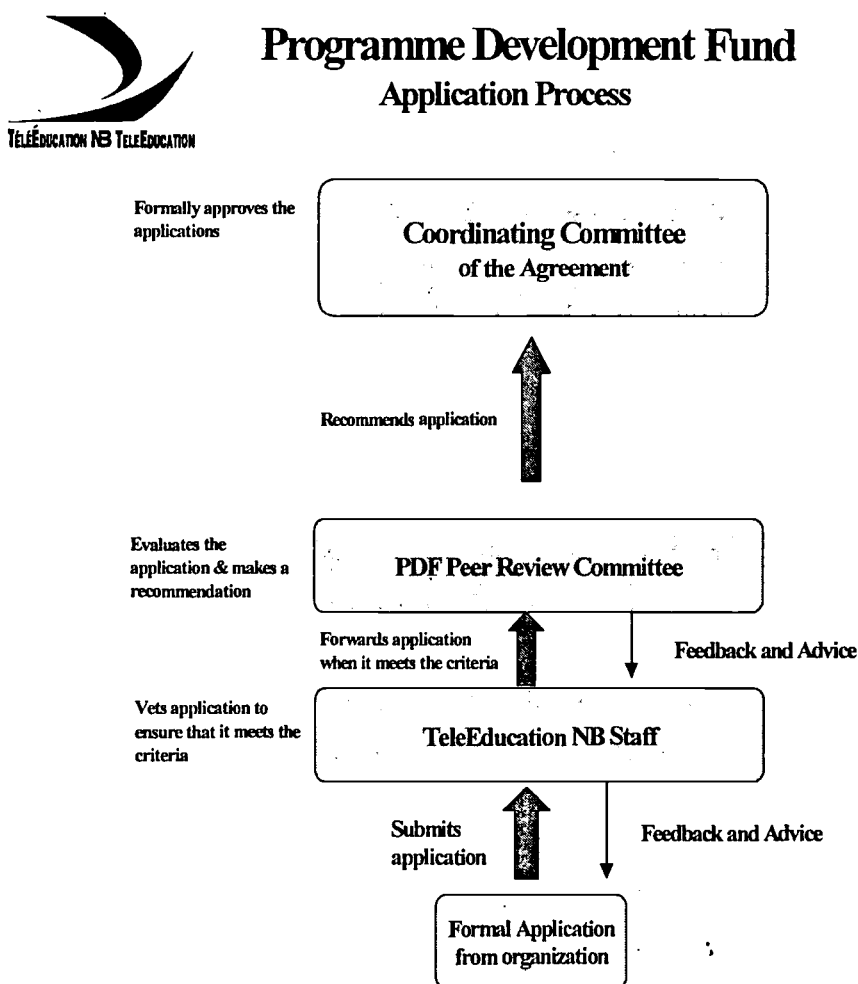 Programme Development Fund
Application Process
TÉLÉÉDUCATION NB TELEEDUCATION
Formally approves the
applications
Coordinating Committee
of the Agreement
Recommends application
Evaluates the
application & makes a
recommendation
PDF Peer Review Committee
Forwards application
when it meets the criteria
Feedback and Advice
Vets application to
ensure that it meets the
criteria
TeleEducation NB Staff
Submits
application
Feedback and Advice
Formal Application
from organization